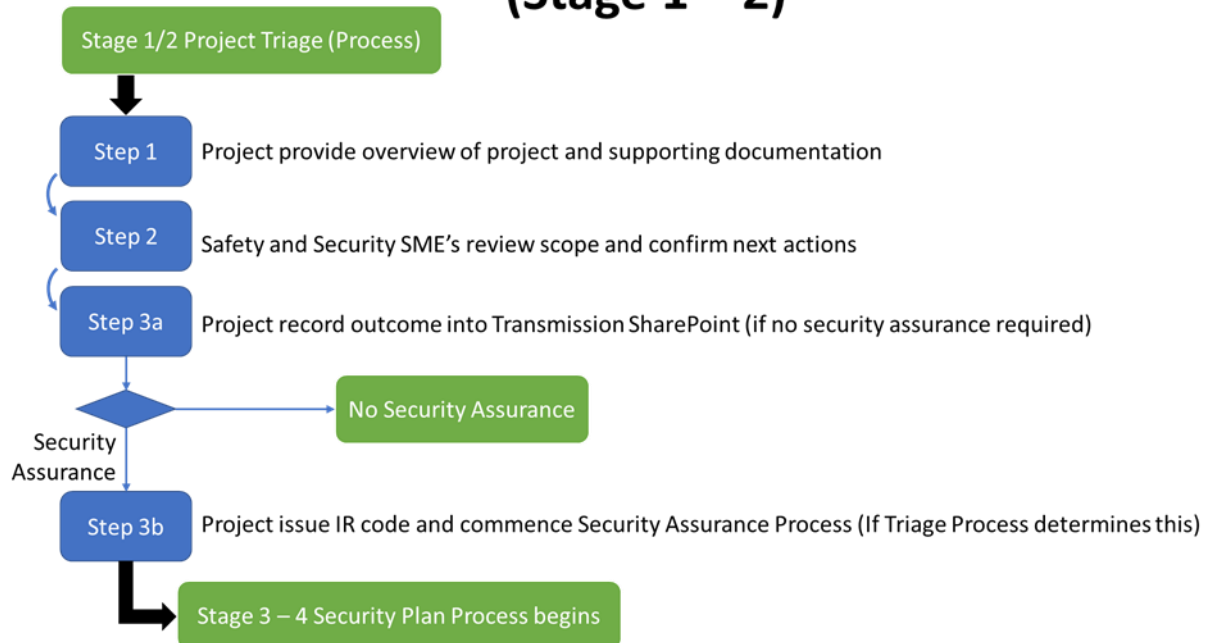 (Stage 1 – 2)
Stage 1/2 Project Triage (Process)
Step 1
Project provide overview of project and supporting documentation
Step 2
Safety and Security SME’s review scope and confirm next actions
Step 3a
Project record outcome into Transmission SharePoint (if no security assurance required)
No Security Assurance
Security
Assurance
Step 3b
Project issue IR code and commence Security Assurance Process (If Triage Process determines this)
Stage 3 – 4 Security Plan Process begins